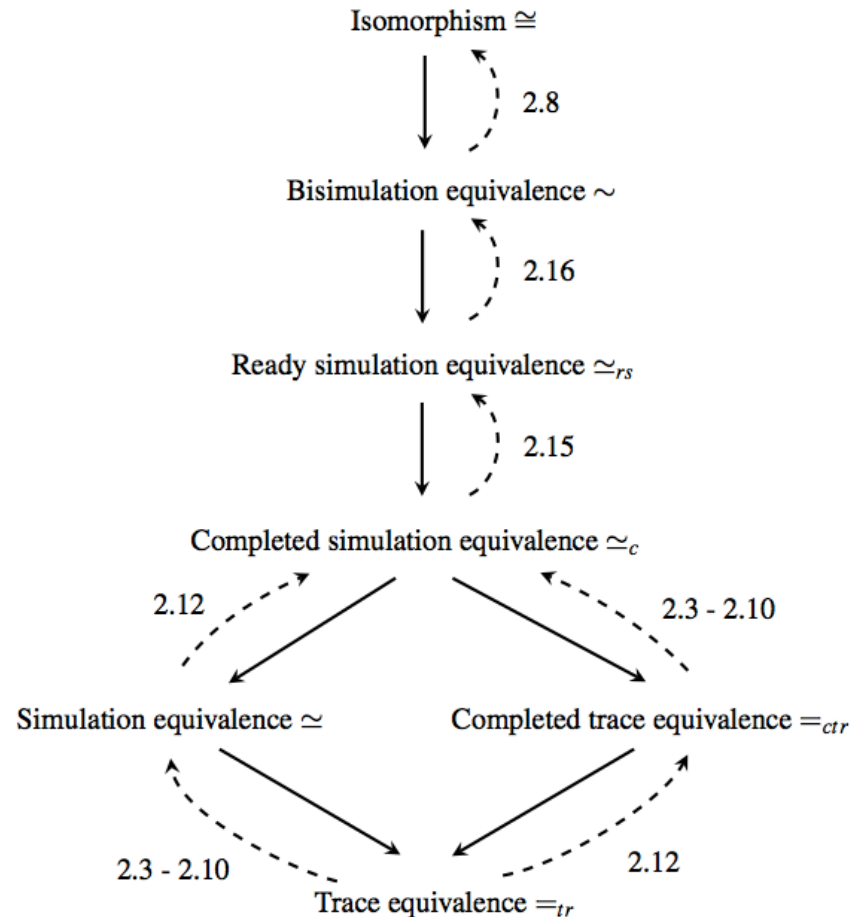 Isomorphism ≅
2.8
Bisimulation equivalence ∼
2.16
Ready simulation equivalence ≃rs
2.15
Completed simulation equivalence ≃c
2.12
2.3 - 2.10
Simulation equivalence ≃
Completed trace equivalence =ctr
2.3 - 2.10
2.12
Trace equivalence =tr